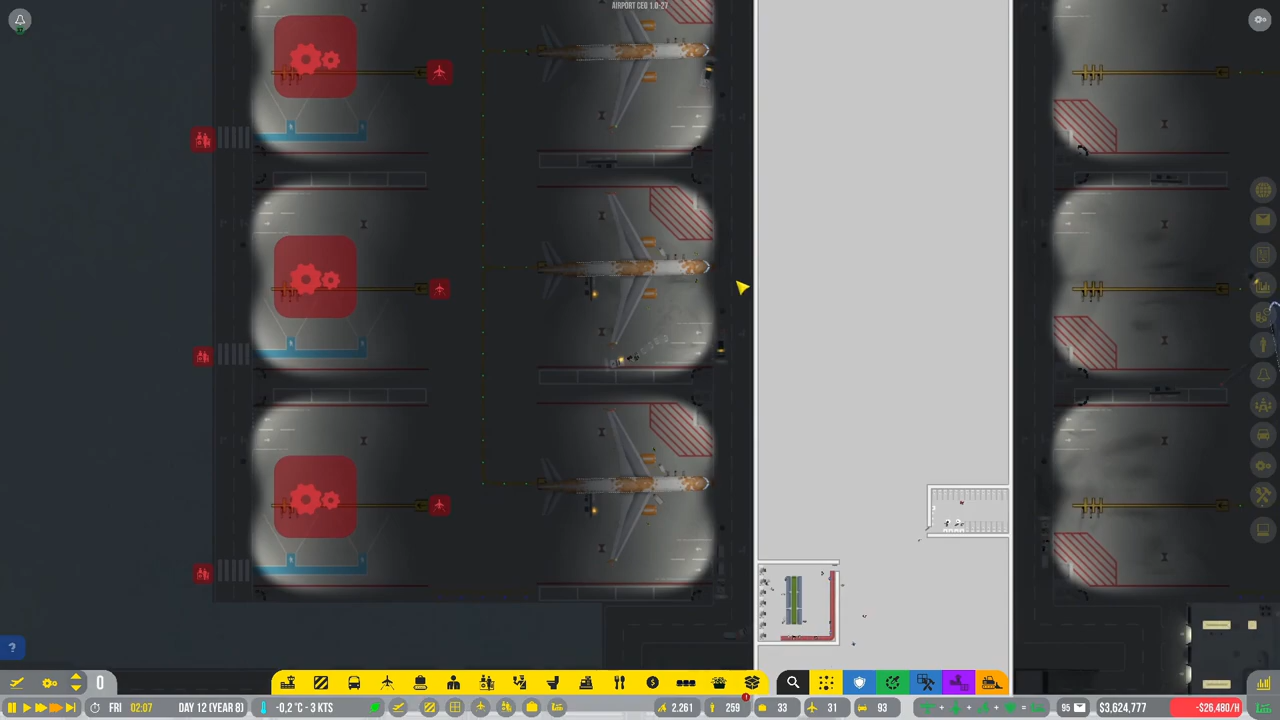 AIRPORT CEO 1.0-27
?
0
FRI 02:07 DAY 12 (YEAR 8) -0,2°C - 3 KTS 2.261 259 33 31 93 95 $3,624,777 -$26,480/H